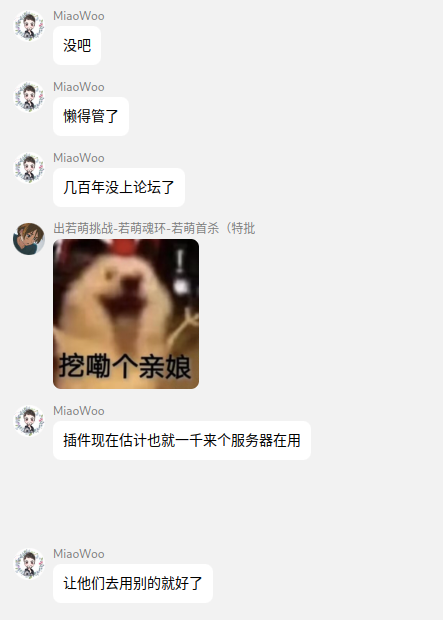 MiaoWoo
没吧
MiaoWoo
懒得管了
MiaoWoo
几百年没上论坛了
出若萌挑战-若萌魂环-若萌首杀（特批
挖嘞个亲娘
MiaoWoo
插件现在估计也就一千来个服务器在用
MiaoWoo
让他们去用别的就好了